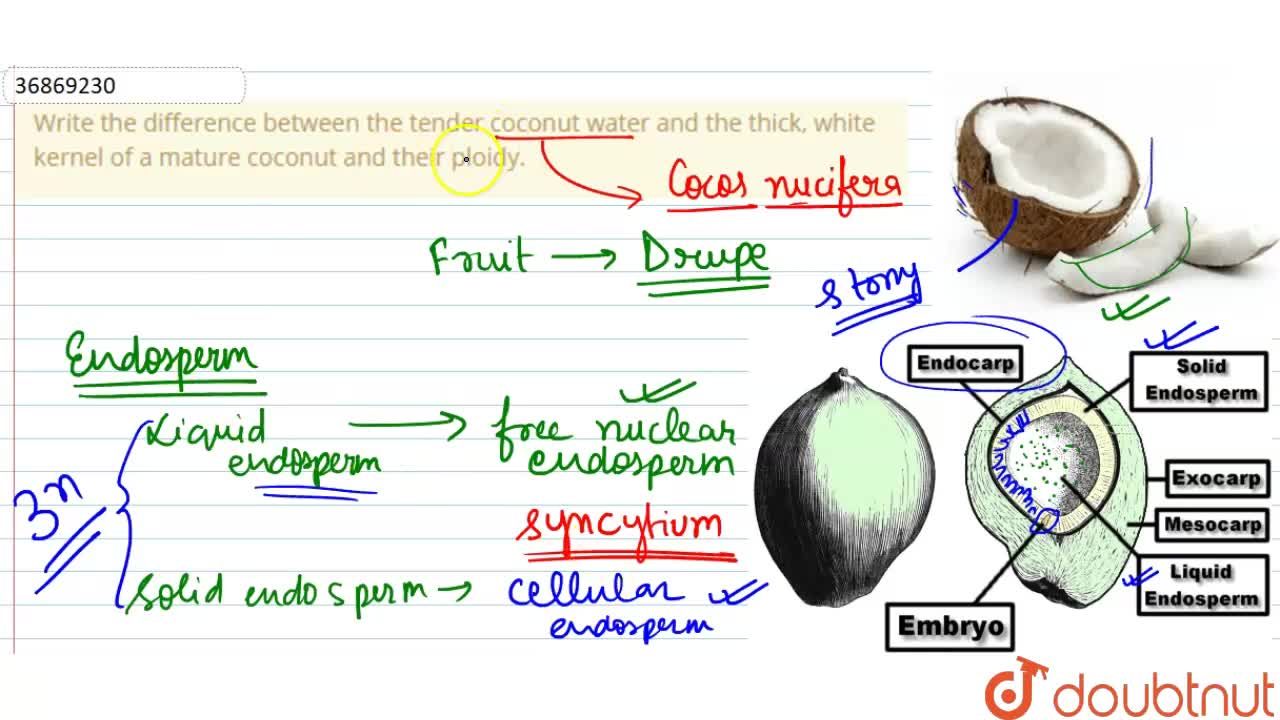 36869230
Write the difference between the tender coconut water and the thick, white
kernel of a mature coconut and their ploidy.
Cocos nucifera
Fruit → Drupe
stony
Endosperm
Liquid → free nuclear
endosperm endosperm
3n
syncytium
Solid endosperm → cellular
endosperm
Endocarp
Solid
Endosperm
Exocarp
Mesocarp
Liquid
Endosperm
Embryo
doubtnut